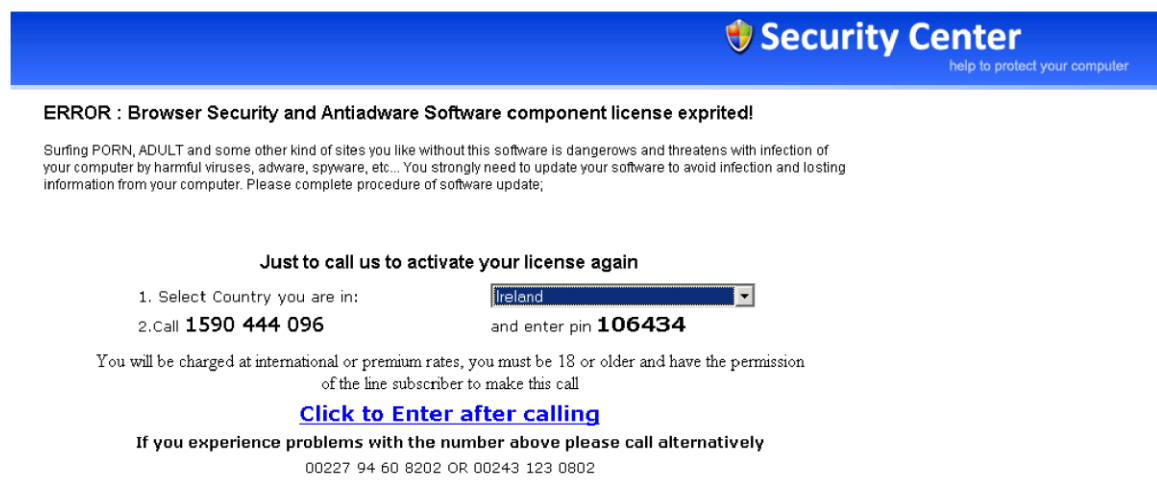 Security Center
help to protect your computer
ERROR : Browser Security and Antiadware Software component license exprited!
Surfing PORN, ADULT and some other kind of sites you like without this software is dangerows and threatens with infection of
your computer by harmful viruses, adware, spyware, etc... You strongly need to update your software to avoid infection and losting
information from your computer. Please complete procedure of software update;
Just to call us to activate your license again
1. Select Country you are in: Ireland
2.Call 1590 444 096 and enter pin 106434
You will be charged at international or premium rates, you must be 18 or older and have the permission
of the line subscriber to make this call
Click to Enter after calling
If you experience problems with the number above please call alternatively
00227 94 60 8202 OR 00243 123 0802